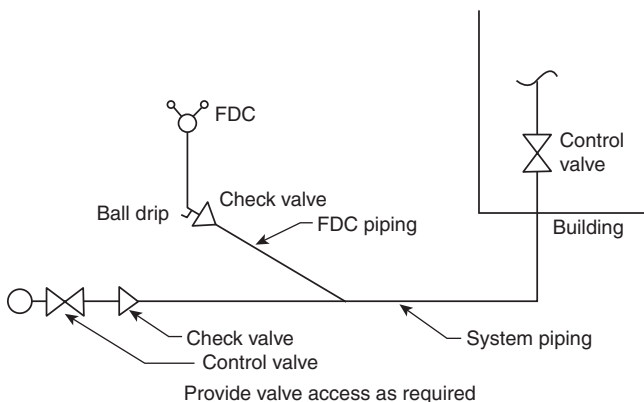 FDC
Control
valve
Check valve
Ball drip
FDC piping
Building
Check valve
System piping
Control valve
Provide valve access as required